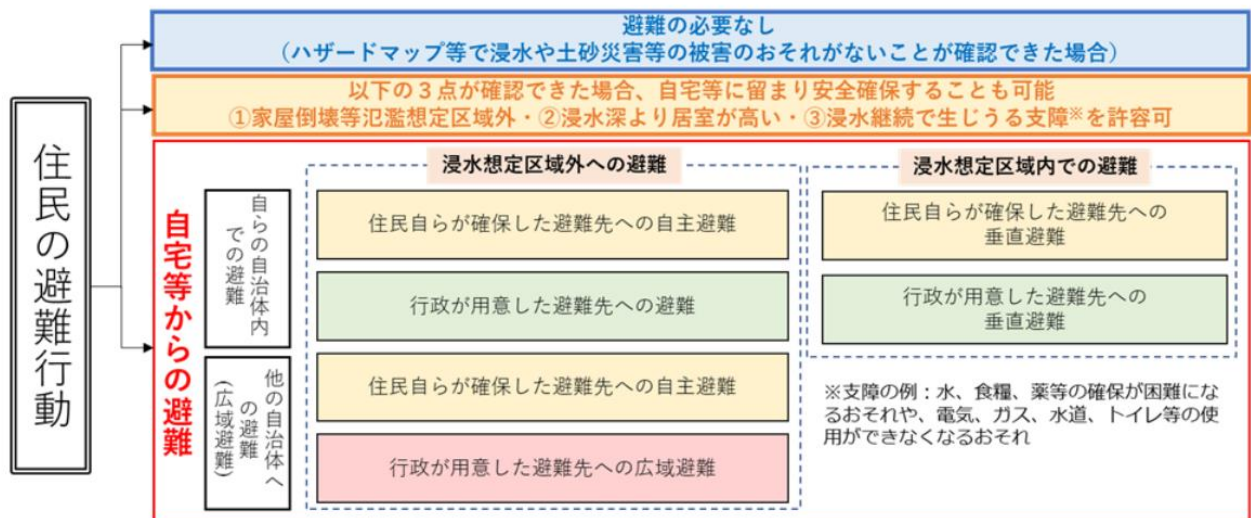 住民の避難行動
避難の必要なし
（ハザードマップ等で浸水や土砂災害等の被害のおそれがないことが確認できた場合）
以下の３点が確認できた場合、自宅等に留まり安全確保することも可能
①家屋倒壊等氾濫想定区域外・②浸水深より居室が高い・③浸水継続で生じうる支障※を許容可
自宅等からの避難
自らの自治体内
での避難
他の自治体へ
の避難
(広域避難)
浸水想定区域外への避難
住民自らが確保した避難先への自主避難
行政が用意した避難先への避難
住民自らが確保した避難先への自主避難
行政が用意した避難先への広域避難
浸水想定区域内での避難
住民自らが確保した避難先への
垂直避難
行政が用意した避難先への
垂直避難
※支障の例：水、食糧、薬等の確保が困難にな
るおそれや、電気、ガス、水道、トイレ等の使
用ができなくなるおそれ